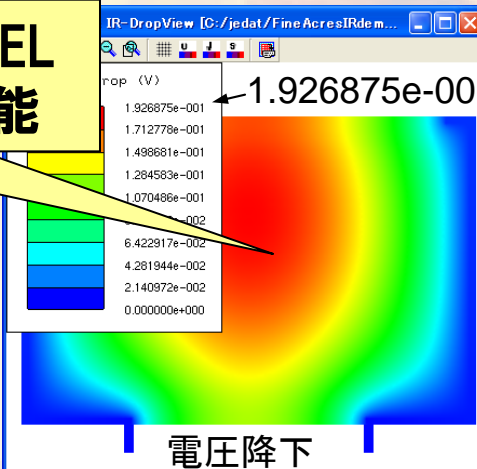 IR-DropView [C:/jedat/FineAcresIRdem...
EL
能
rop (V)
1.926875e-001
1.712778e-001
1.498681e-001
1.284583e-001
1.070486e-001
e-002
6.422917e-002
4.281944e-002
2.140972e-002
0.000000e+000
1.926875e-00
電圧降下